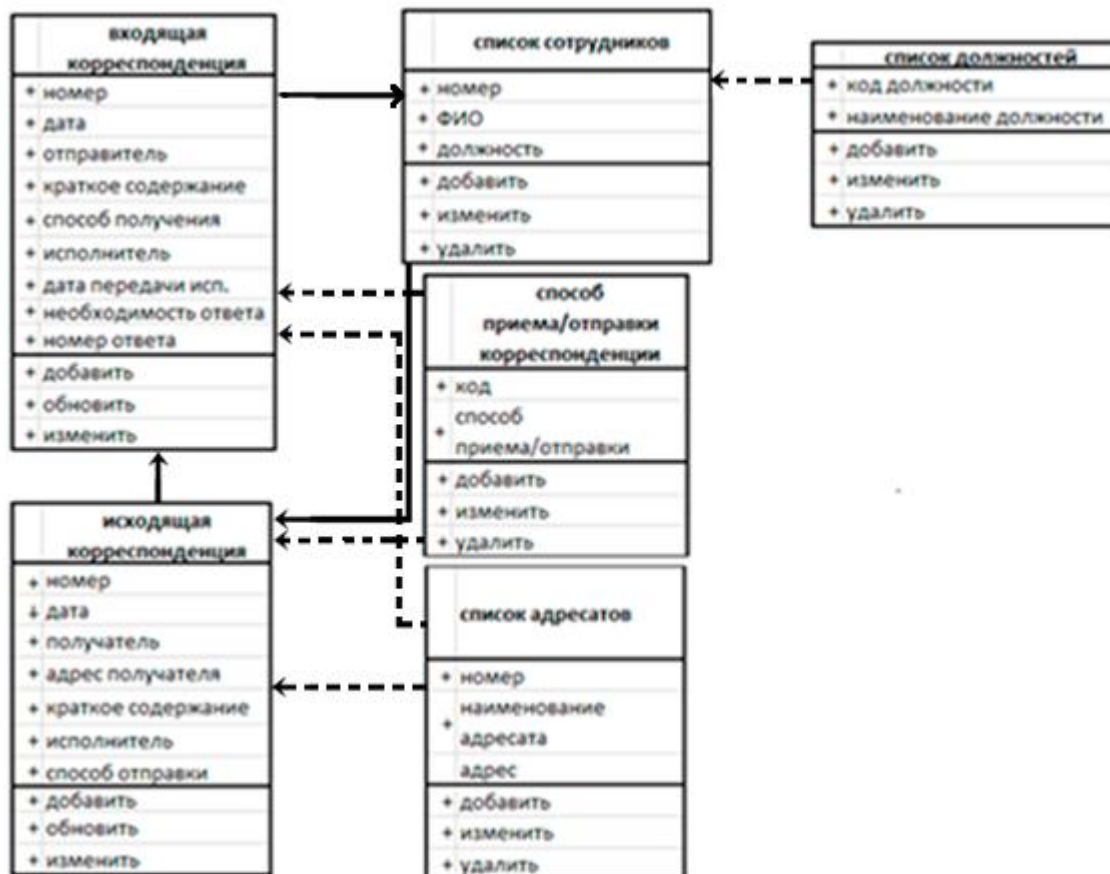 входящая
корреспонденция
+ номер
+ дата
+ отправитель
+ краткое содержание
+ способ получения
+ исполнитель
+ дата передачи исп.
+ необходимость ответа
+ номер ответа
+ добавить
+ обновить
+ изменить
список сотрудников
+ номер
+ ФИО
+ должность
+ добавить
+ изменить
+ удалить
список должностей
+ код должности
+ наименование должности
+ добавить
+ изменить
+ удалить
способ
приема/отправки
корреспонденции
+ код
способ
+
приема/отправки
+ добавить
+ изменить
+ удалить
исходящая
корреспонденция
+ номер
+ дата
+ получатель
+ адрес получателя
+ краткое содержание
+ исполнитель
+ способ отправки
+ добавить
+ обновить
+ изменить
список адресатов
+ номер
наименование
+
адресата
адрес
+ добавить
+ изменить
+ удалить